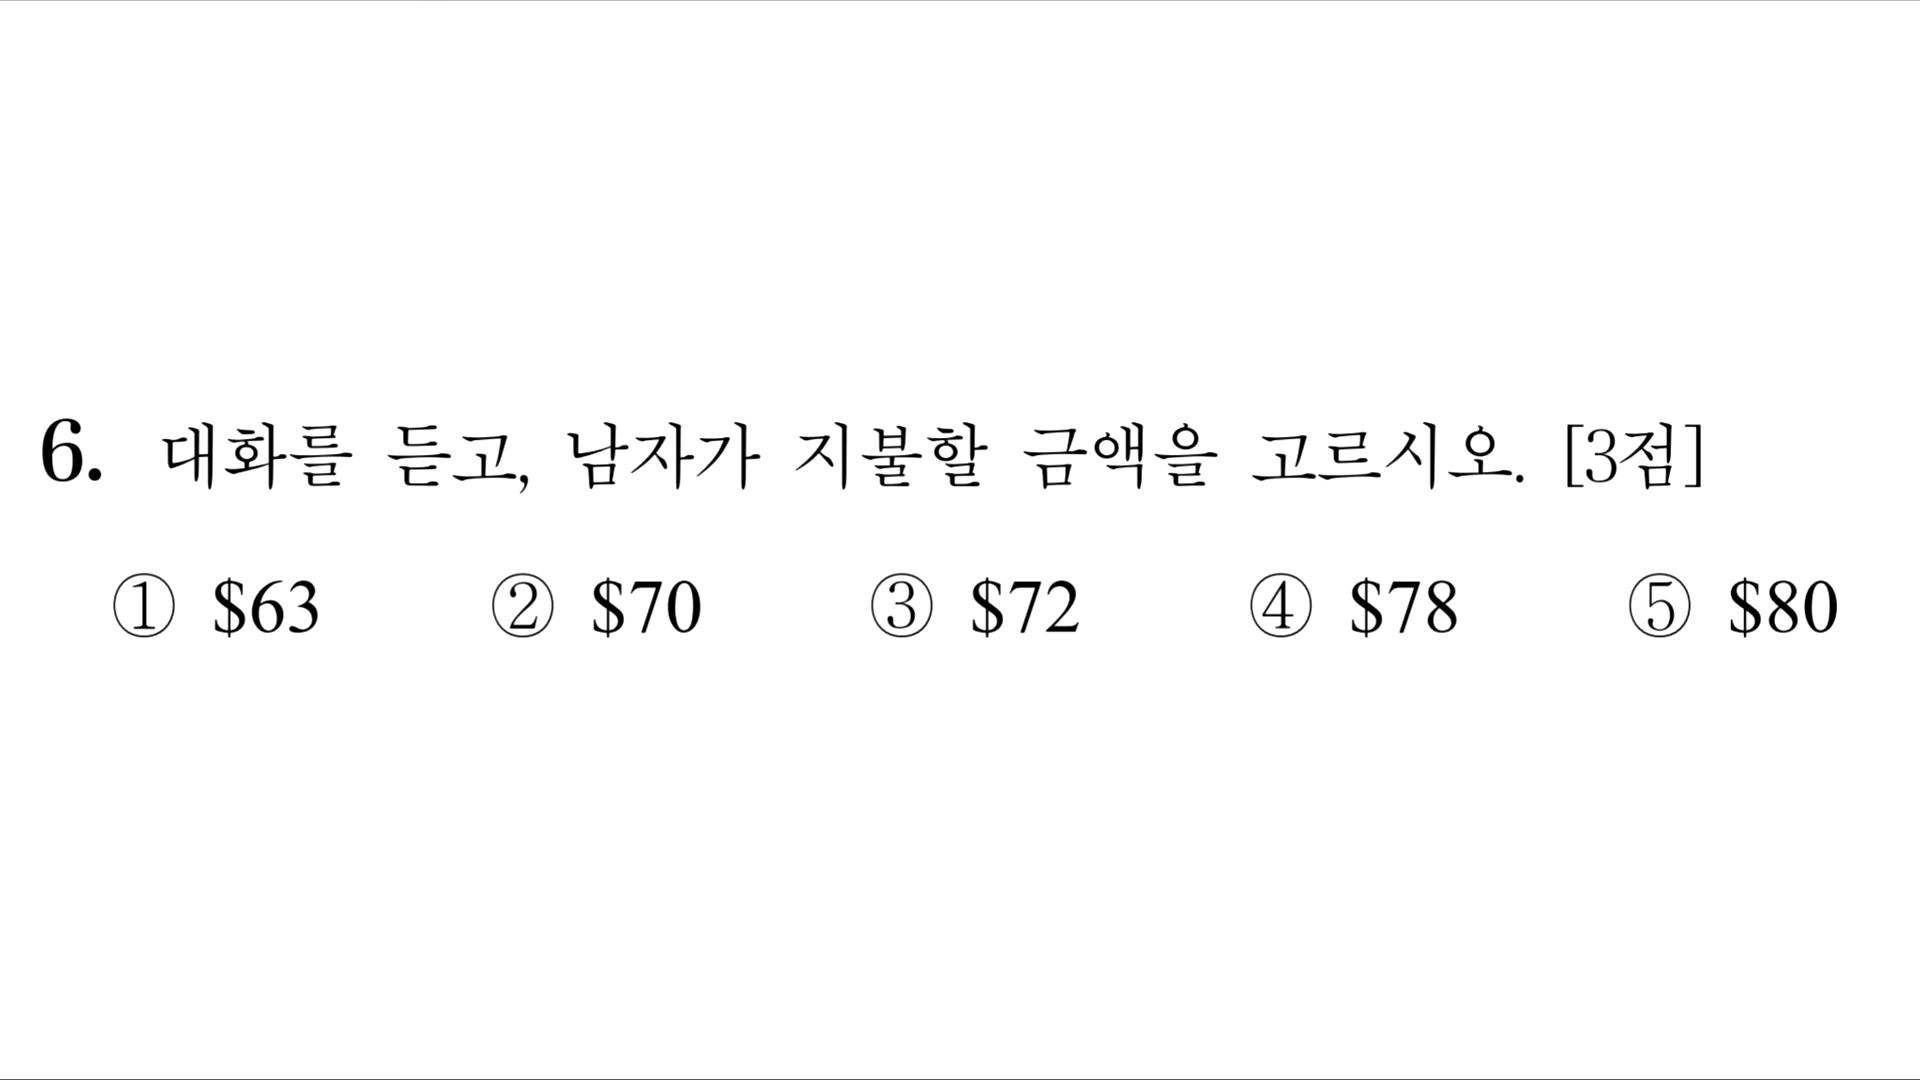 6. 대화를 듣고, 남자가 지불할 금액을 고르시오. [3점]
① $63 ② $70 ③ $72 ④ $78 ⑤ $80